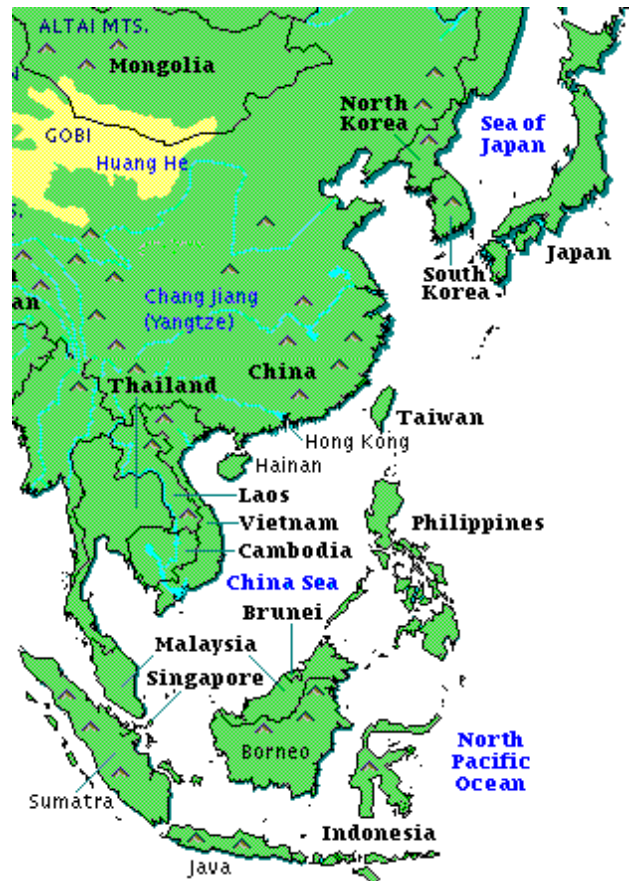 ALTAI MTS.
Mongolia
N
GOBI
Huang He
North
Korea
Sea of
Japan
S.
n
an
South
Korea
Japan
Chang Jiang
(Yangtze)
China
Thailand
Taiwan
Hong Kong
Hainan
Laos
Vietnam
Philippines
Cambodia
China Sea
Brunei
Malaysia
Singapore
Borneo
North
Pacific
Ocean
Sumatra
Indonesia
Java